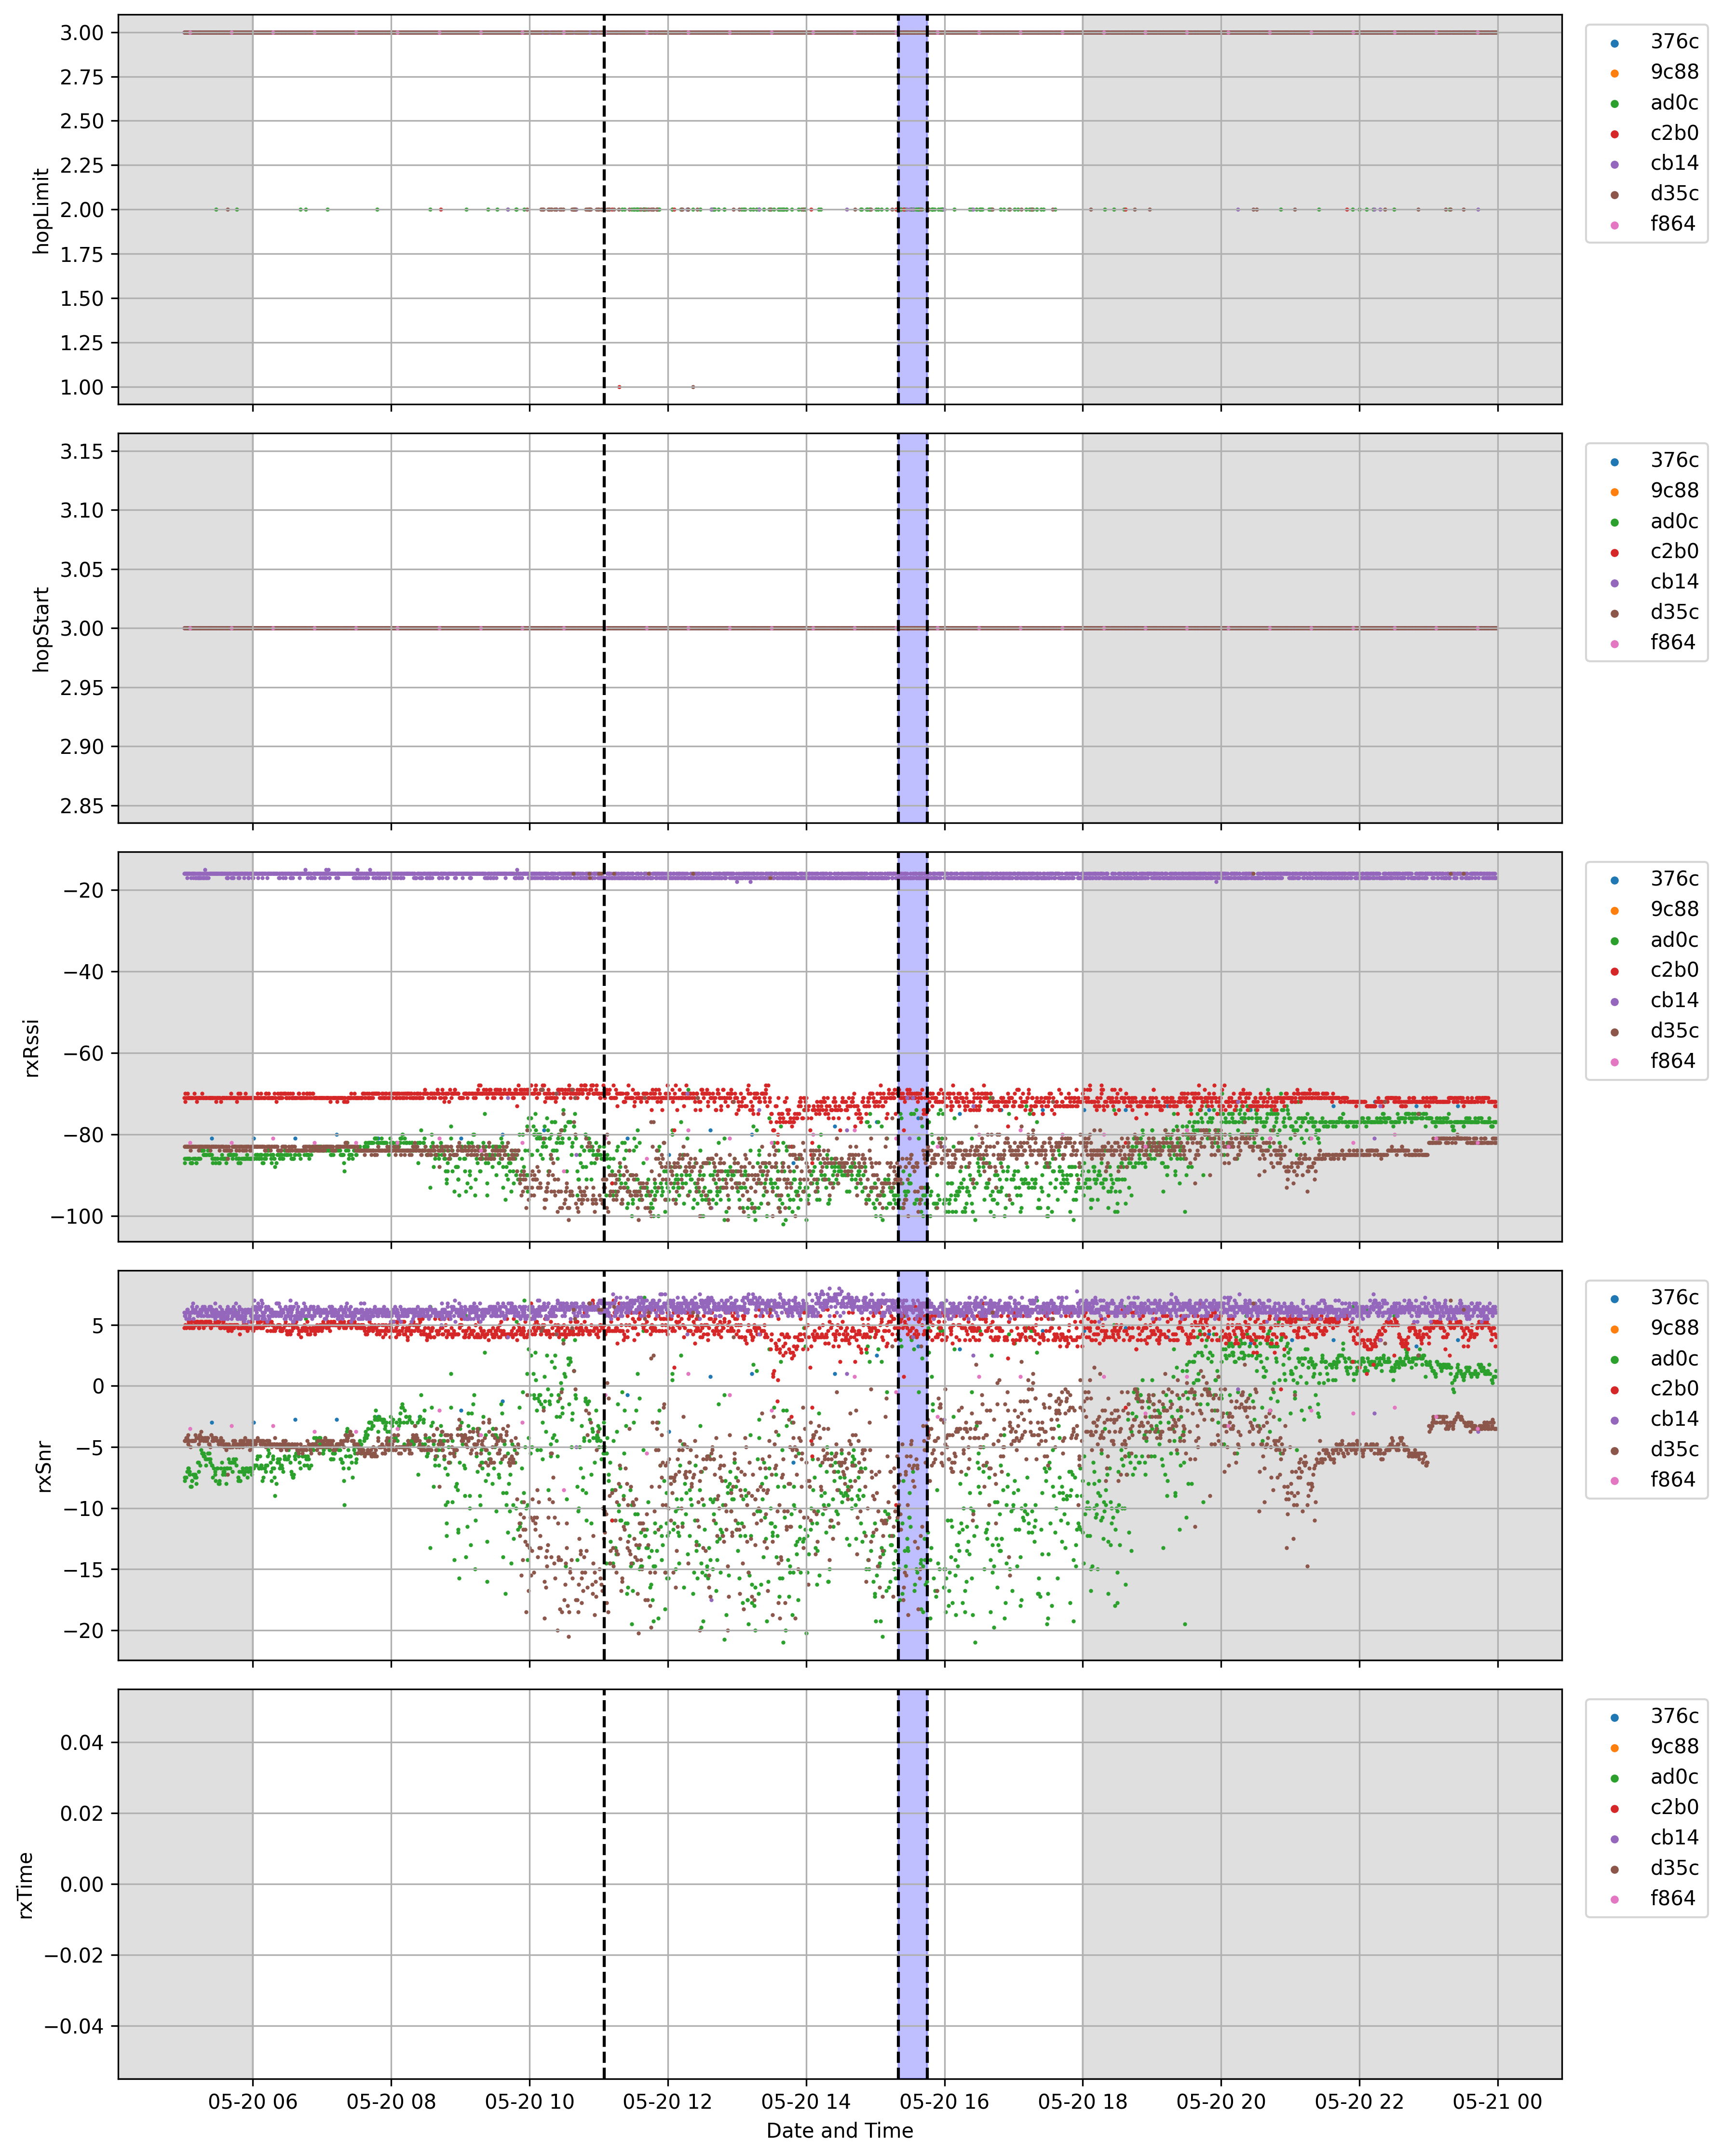 hopLimit
3.00
2.75
2.50
2.25
2.00
1.75
1.50
1.25
1.00
376c
9c88
ad0c
c2b0
cb14
d35c
f864
hopStart
3.15
3.10
3.05
3.00
2.95
2.90
2.85
376c
9c88
ad0c
c2b0
cb14
d35c
f864
rxRssi
−20
−40
−60
−80
−100
376c
9c88
ad0c
c2b0
cb14
d35c
f864
rxSnr
5
0
−5
−10
−15
−20
376c
9c88
ad0c
c2b0
cb14
d35c
f864
rxTime
0.04
0.02
0.00
−0.02
−0.04
376c
9c88
ad0c
c2b0
cb14
d35c
f864
05-20 06 05-20 08 05-20 10 05-20 12 05-20 14 05-20 16 05-20 18 05-20 20 05-20 22 05-21 00
Date and Time